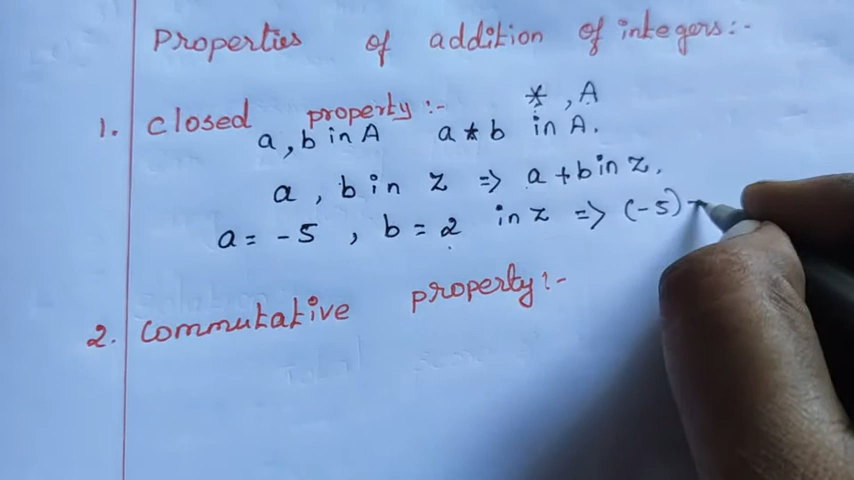 Properties of addition of integers:-
1. closed property:- *, A
a, b in A a * b in A.
a, b in Z => a + b in Z.
a = -5, b = 2 in Z => (-5) +
2. Commutative property:-